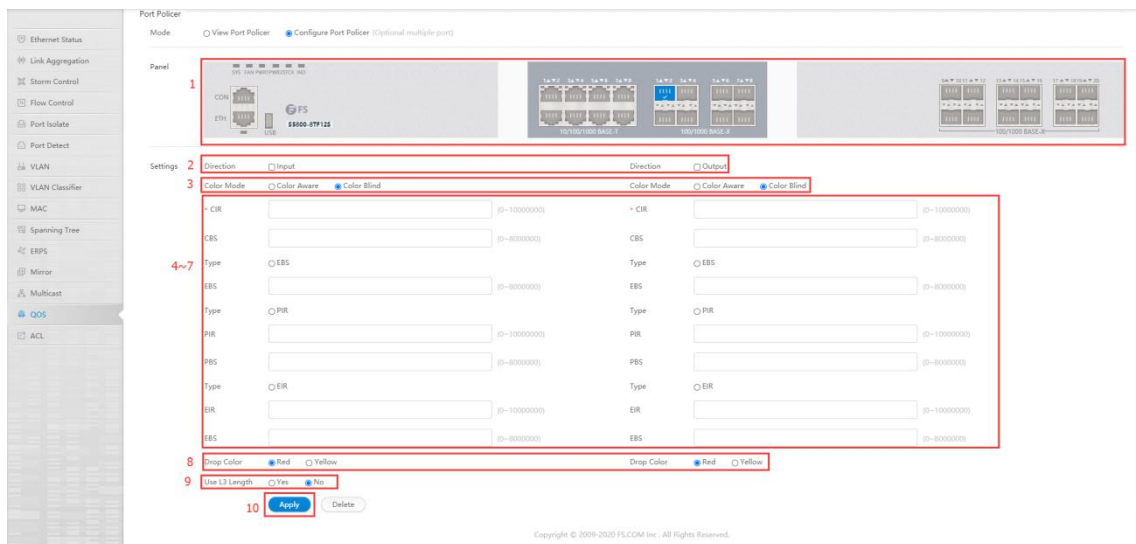 Port Policer
Mode View Port Policer Configure Port Policer (Optional multiple port)
Ethernet Status
Link Aggregation
Storm Control
Flow Control
Port Isolate
Port Detect
VLAN
VLAN Classifier
MAC
Spanning Tree
ERPS
Mirror
Multicast
QOS
ACL
Panel
1
CON
ETH
USB
FS
S5800-8TF12S
10/100/1000 BASE-T
100/1000 BASE-X
100/1000 BASE-X
Settings 2 Direction Input Direction Output
3 Color Mode Color Aware Color Blind Color Mode Color Aware Color Blind
4~7
* CIR (0~10000000) * CIR (0~10000000)
CBS (0~8000000) CBS (0~8000000)
Type EBS Type EBS
EBS (0~8000000) EBS (0~8000000)
Type PIR Type PIR
PIR (0~10000000) PIR (0~10000000)
PBS (0~8000000) PBS (0~8000000)
Type EIR Type EIR
EIR (0~10000000) EIR (0~10000000)
EBS (0~8000000) EBS (0~8000000)
8 Drop Color Red Yellow Drop Color Red Yellow
9 Use L3 Length Yes No
10 Apply Delete
Copyright © 2009-2020 FS.COM Inc . All Rights Reserved.